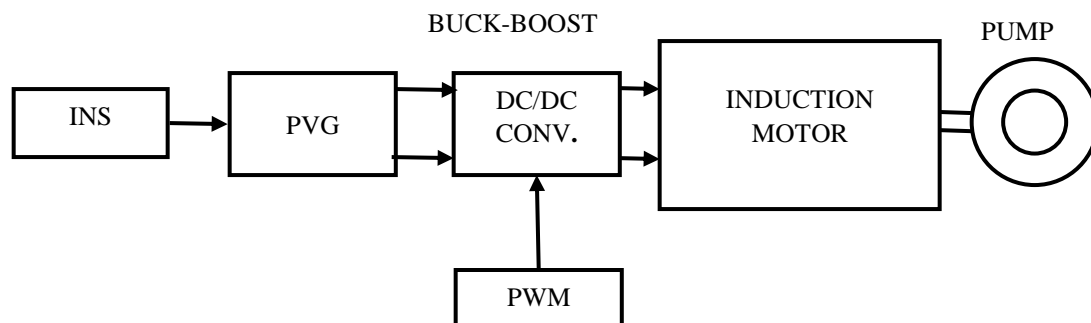 BUCK-BOOST
PUMP
INS
PVG
DC/DC
CONV.
INDUCTION
MOTOR
PWM